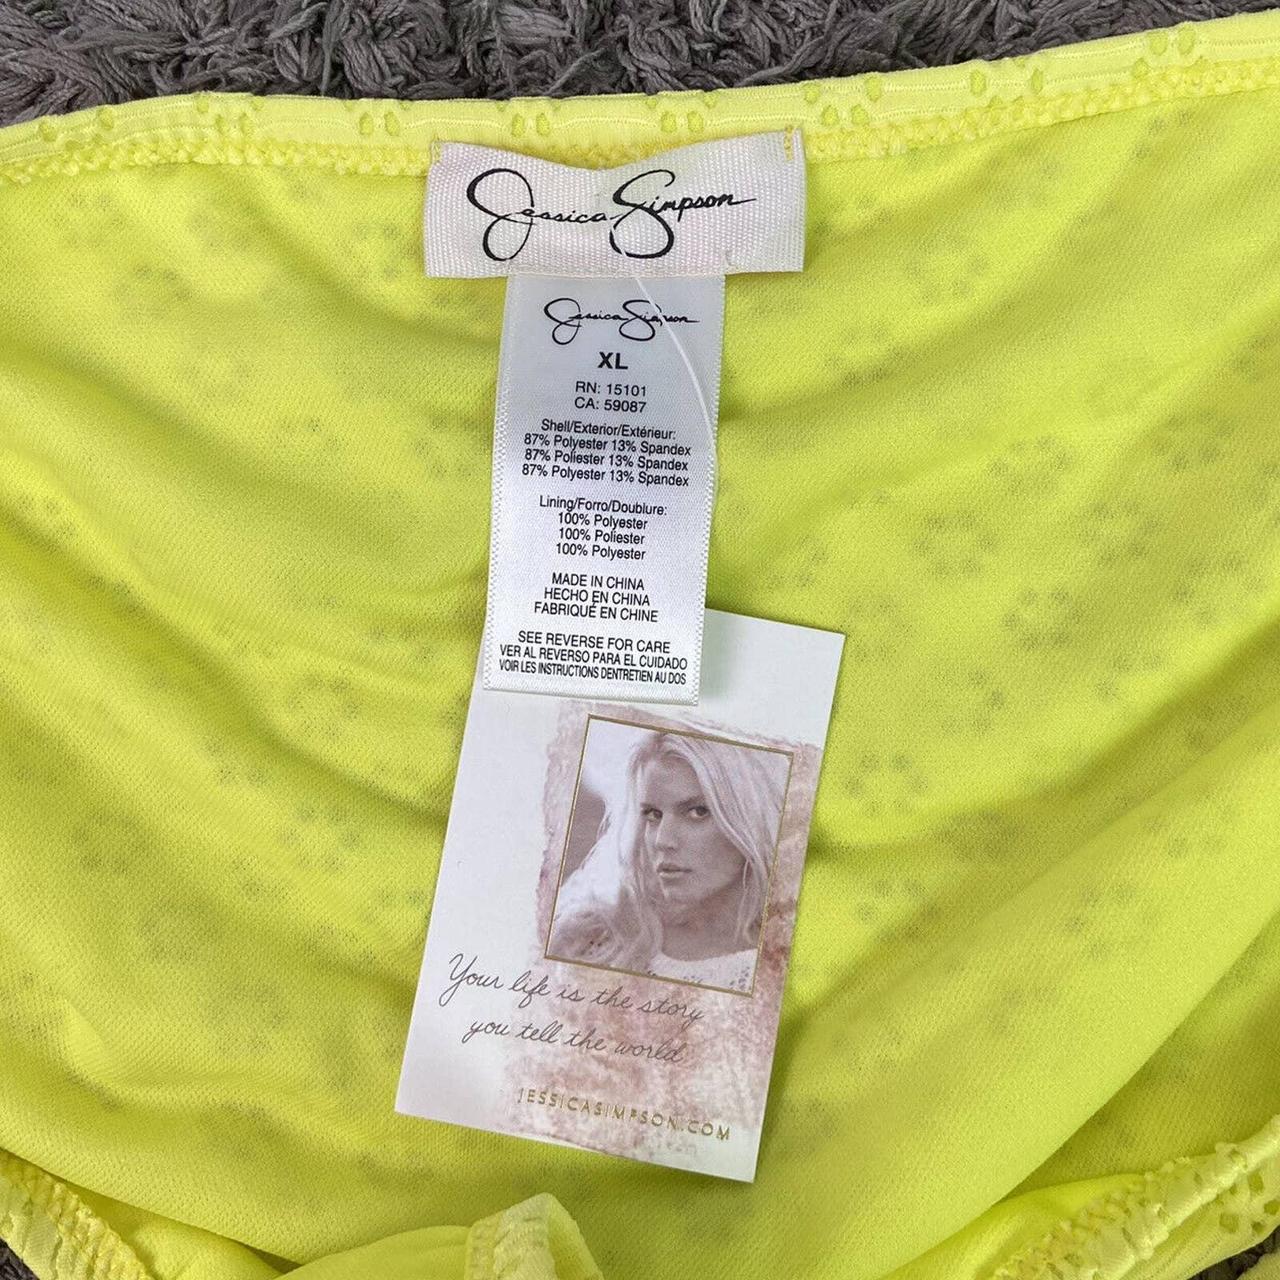 Jessica Simpson
Jessica Simpson
XL
RN: 15101
CA: 59087
Shell/Exterior/Extérieur:
87% Polyester 13% Spandex
87% Poliester 13% Spandex
87% Polyester 13% Spandex
Lining/Forro/Doublure:
100% Polyester
100% Poliester
100% Polyester
MADE IN CHINA
HECHO EN CHINA
FABRIQUÉ EN CHINE
SEE REVERSE FOR CARE
VER AL REVERSO PARA EL CUIDADO
VOIR LES INSTRUCTIONS DENTRETIEN AU DOS
Your life is the story
you tell the world
JESSICASIMPSON.COM